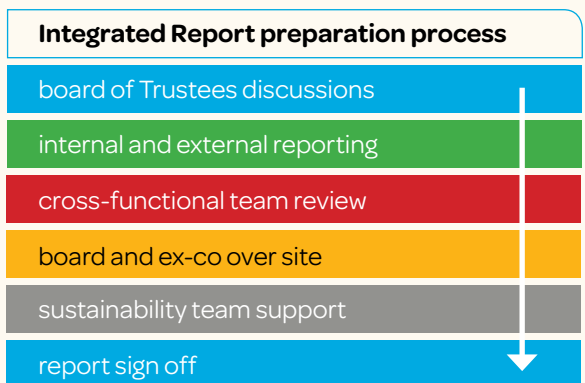 Integrated Report preparation process
board of Trustees discussions
internal and external reporting
cross-functional team review
board and ex-co over site
sustainability team support
report sign off